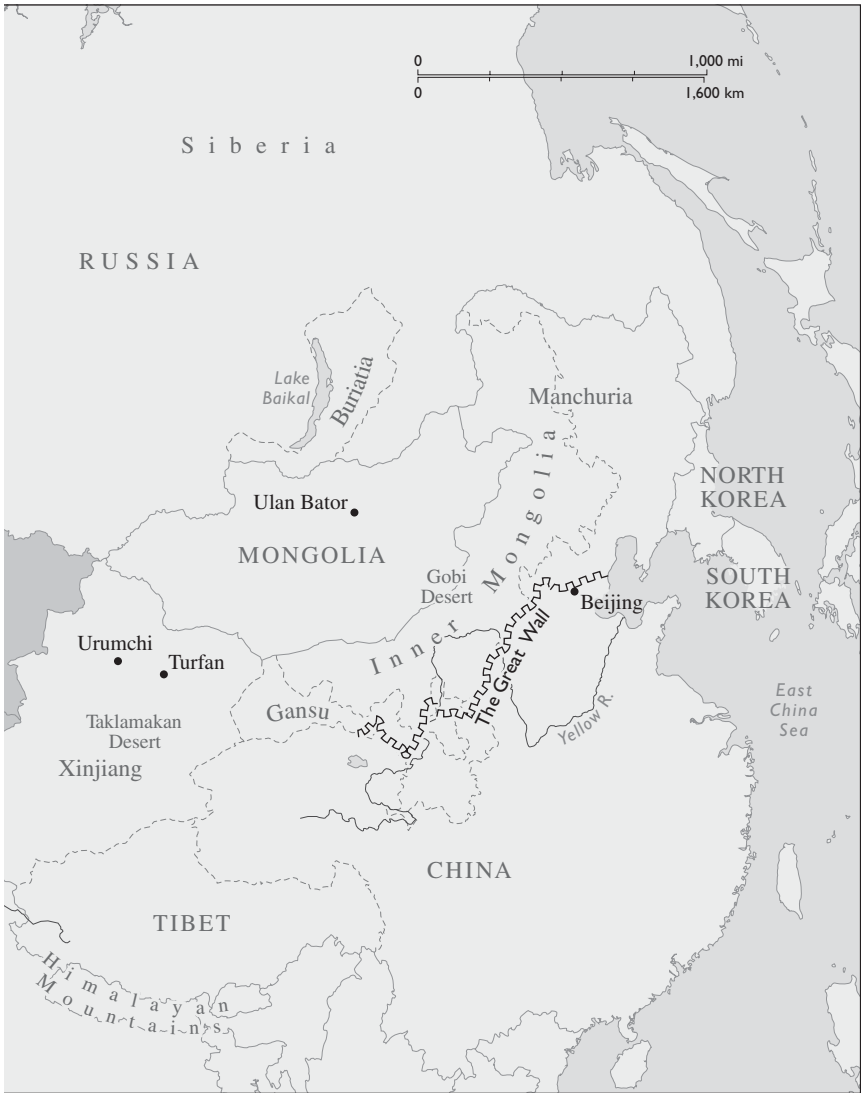 0 1,000 mi
0 1,600 km
Siberia
RUSSIA
Lake
Baikal
Buriatia
Manchuria
Ulan Bator
MONGOLIA
NORTH
KOREA
Gobi
Desert
Inner Mongolia
SOUTH
KOREA
Beijing
Urumchi
Turfan
The Great Wall
Gansu
Taklamakan
Desert
Xinjiang
Yellow R.
East
China
Sea
CHINA
TIBET
Himalayan
Mountains